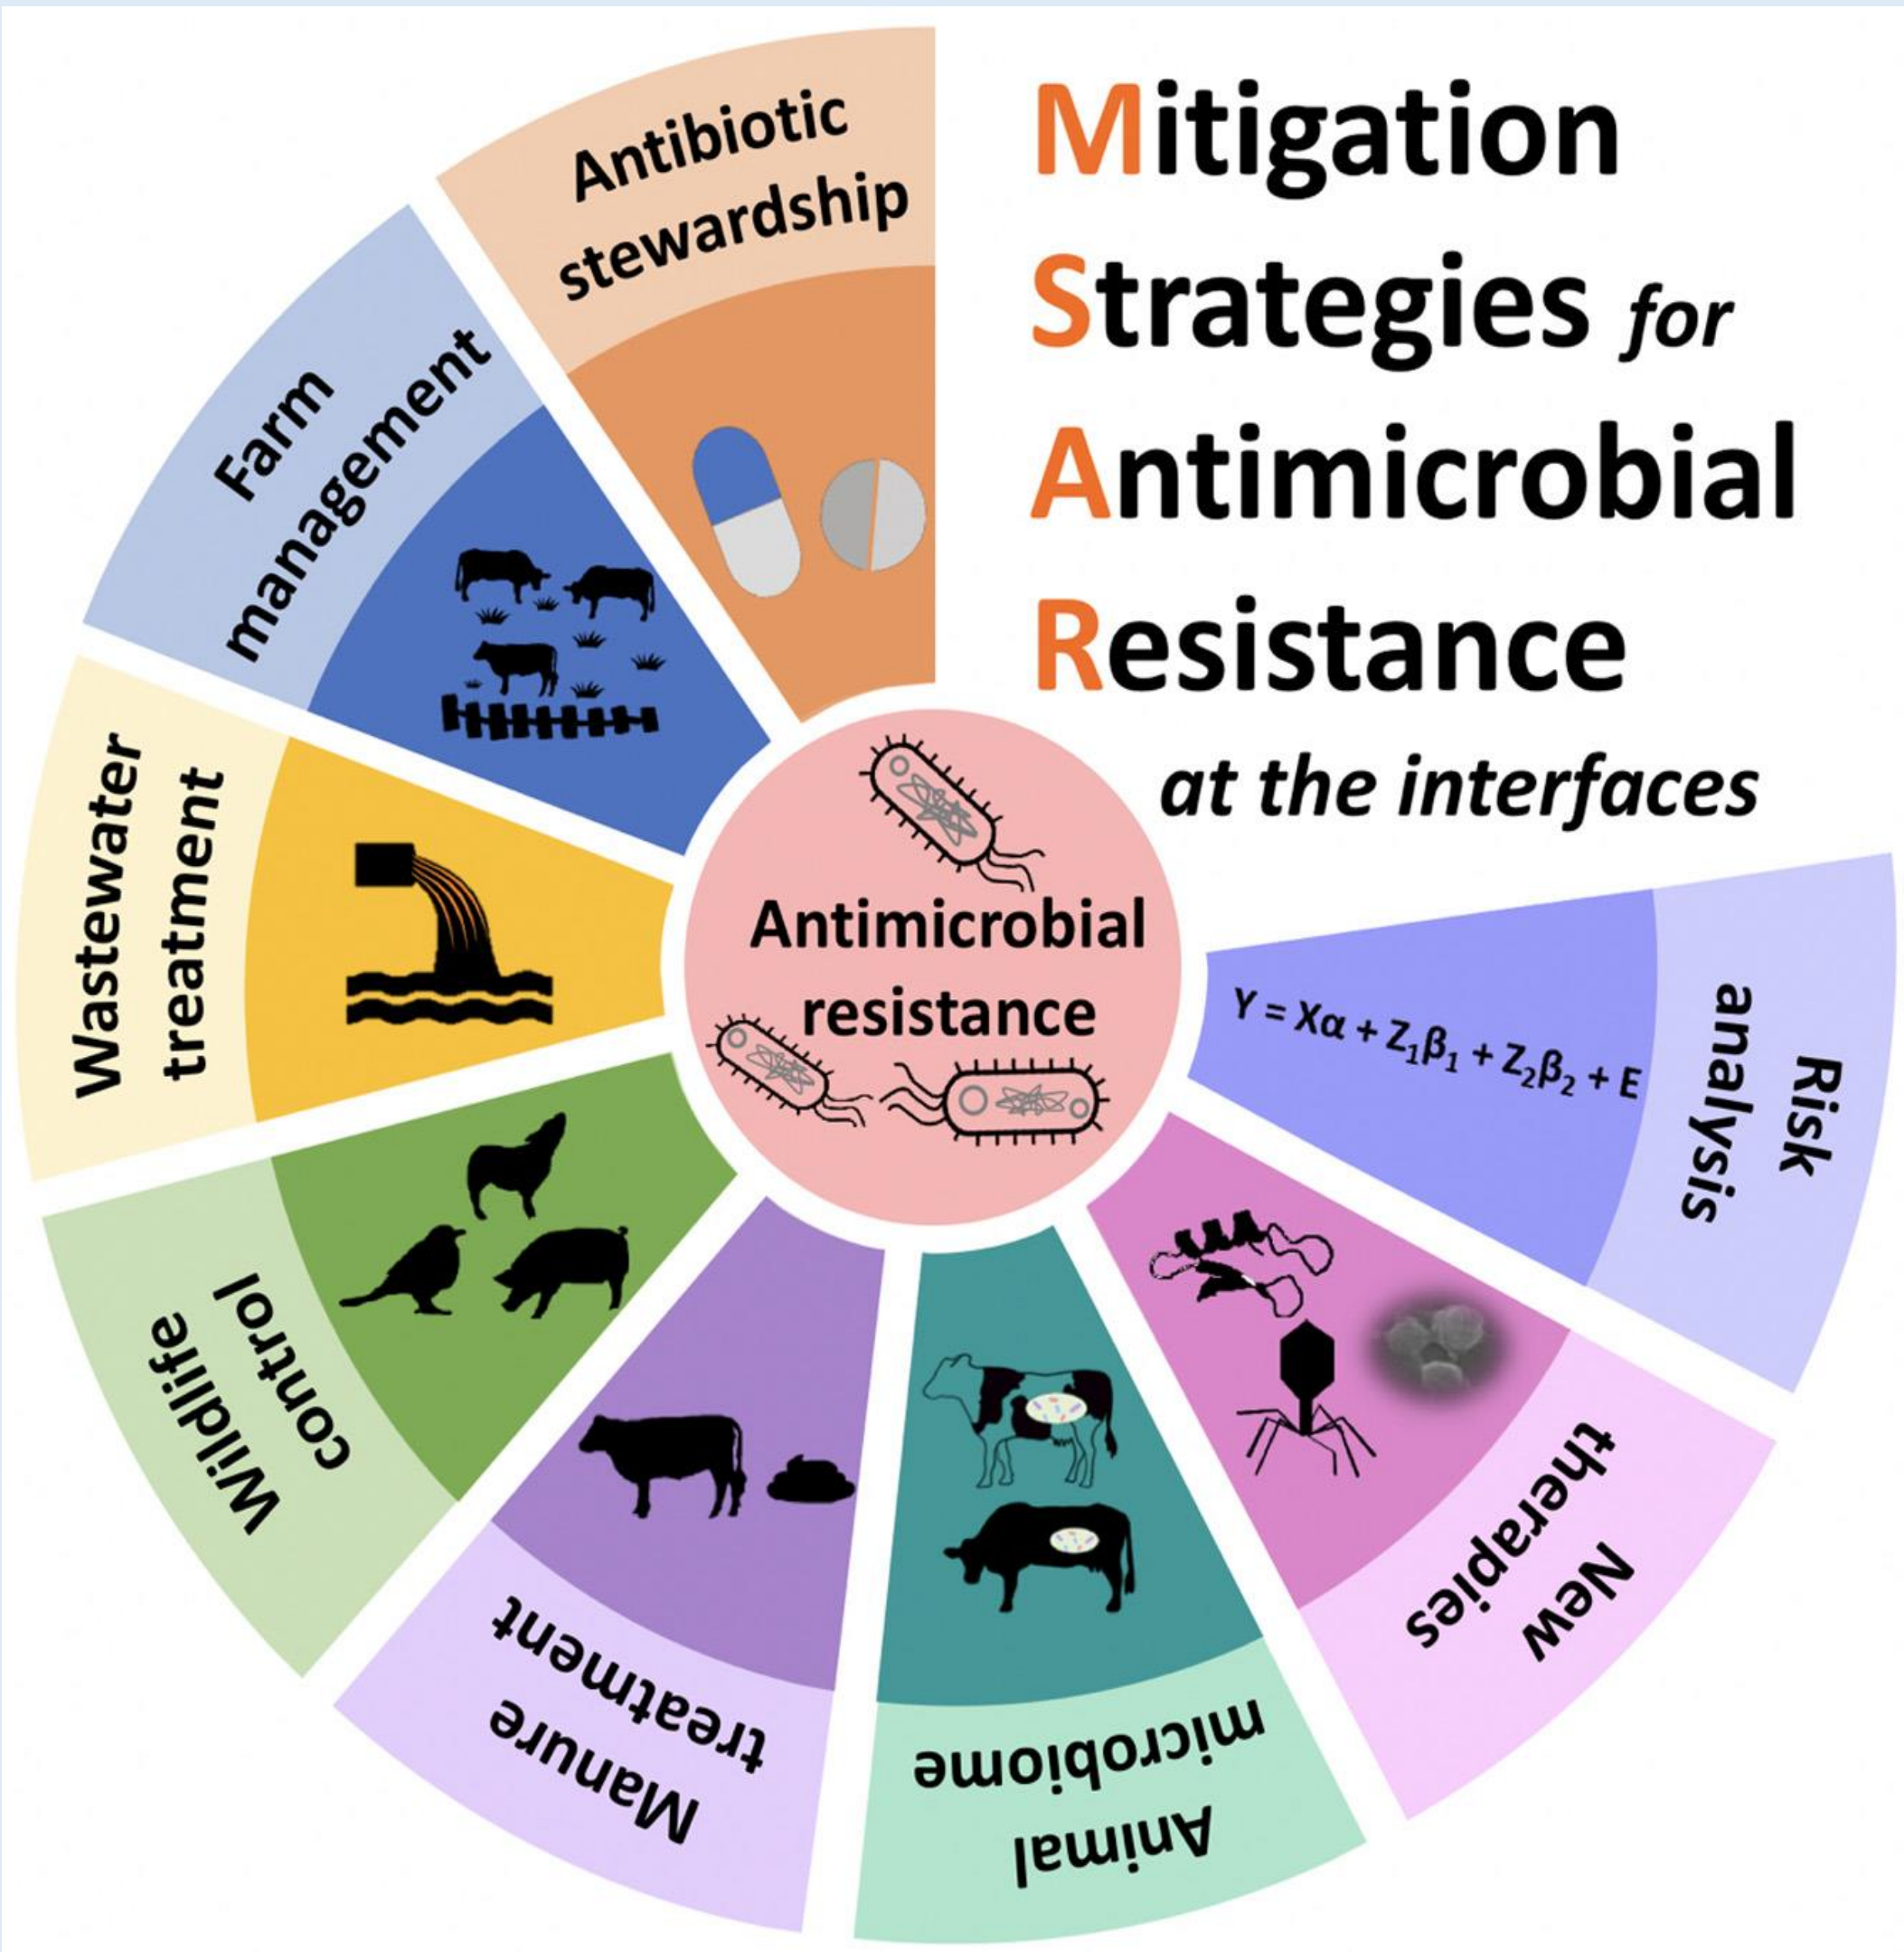 Mitigation
Strategies for
Antimicrobial
Resistance
at the interfaces
Antibiotic
stewardship
Farm
management
Wastewater
treatment
Wildlife
control
Manure
treatment
Animal
microbiome
New
therapies
Risk
analysis
Y = Xα + Z₁β₁ + Z₂β₂ + E
Antimicrobial
resistance